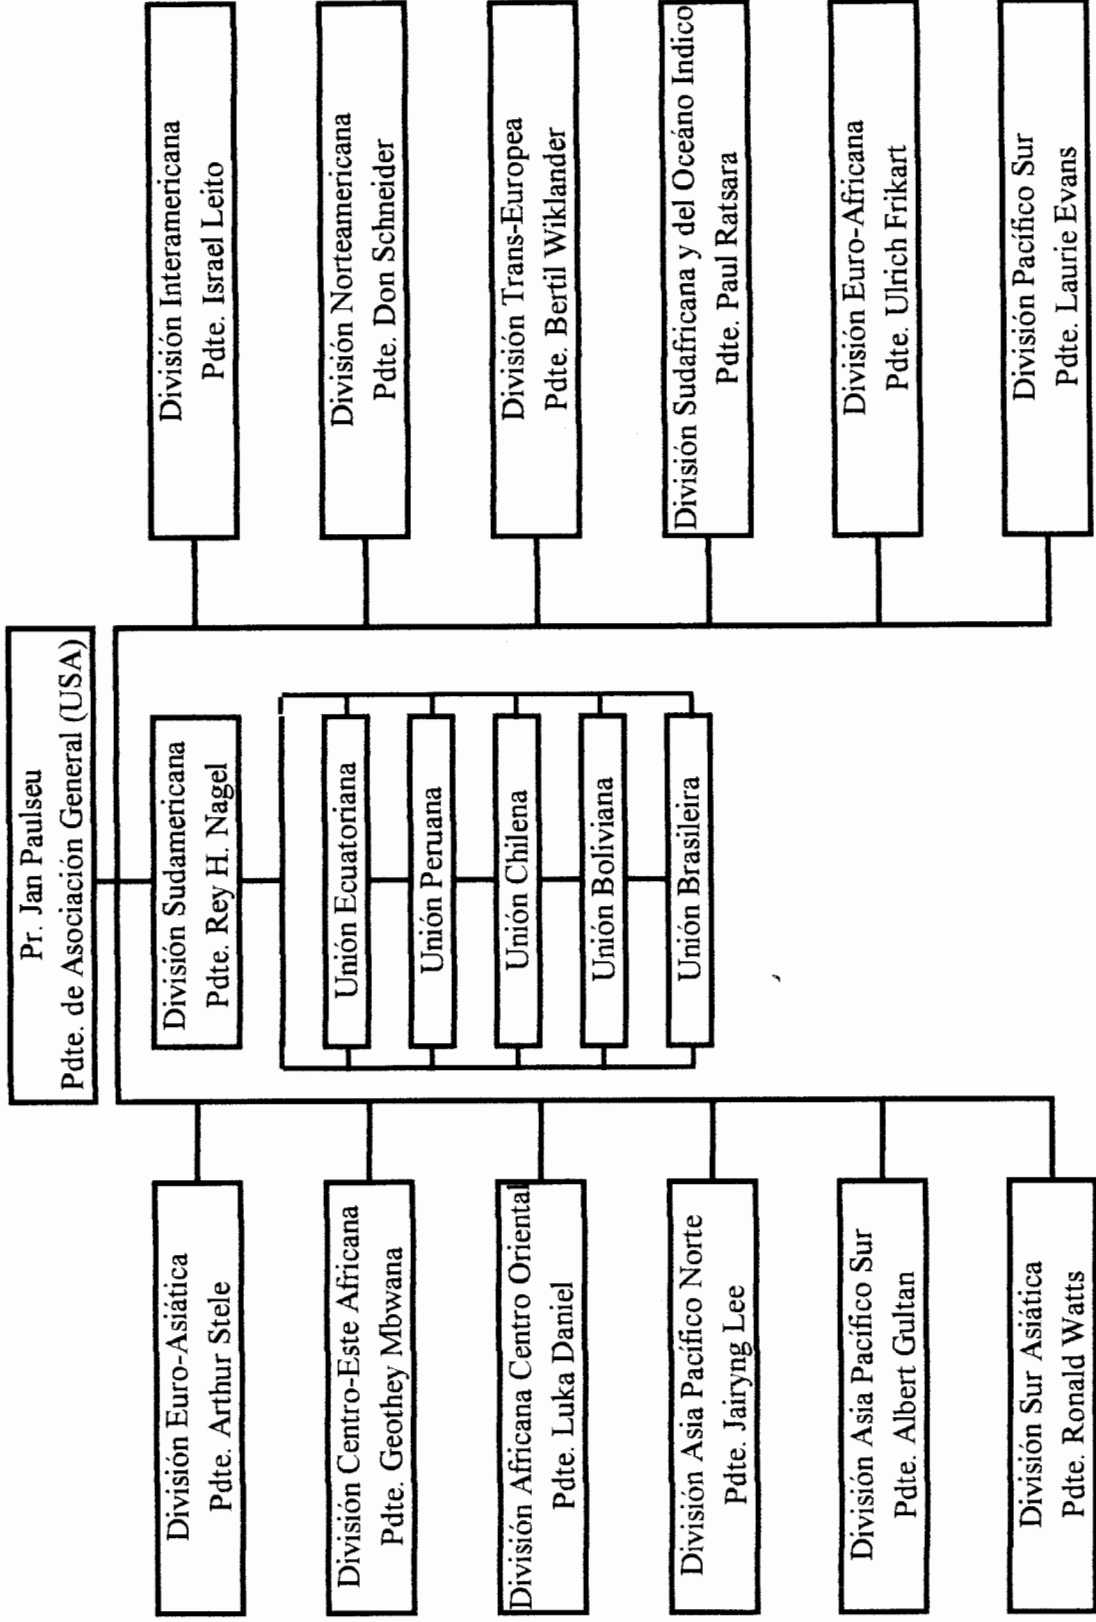 Pr. Jan Paulseu
Pdte. de Asociación General (USA)
División Sudamericana
Pdte. Rey H. Nagel
Unión Ecuatoriana
Unión Peruana
Unión Chilena
Unión Boliviana
Unión Brasileira
División Euro-Asiática
Pdte. Arthur Stele
División Centro-Este Africana
Pdte. Geothey Mbwana
División Africana Centro Oriental
Pdte. Luka Daniel
División Asia Pacífico Norte
Pdte. Jairyng Lee
División Asia Pacífico Sur
Pdte. Albert Gultan
División Sur Asiática
Pdte. Ronald Watts
División Interamericana
Pdte. Israel Leito
División Norteamericana
Pdte. Don Schneider
División Trans-Europea
Pdte. Bertil Wiklander
División Sudafricana y del Oceáno Indico
Pdte. Paul Ratsara
División Euro-Africana
Pdte. Ulrich Frikart
División Pacífico Sur
Pdte. Laurie Evans